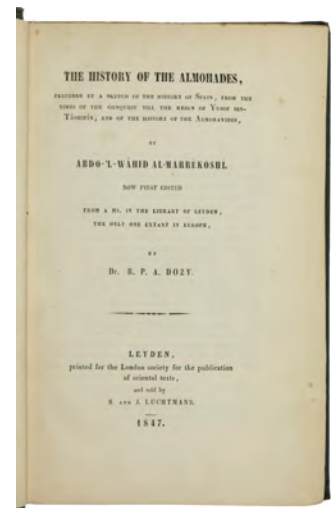 THE HISTORY OF THE ALMOHADES,
PRECEDED BY A SKETCH OF THE HISTORY OF SPAIN, FROM THE
TIMES OF THE CONQUEST TILL THE REIGN OF YUSOF IBN-
TÁSHIFÍN, AND OF THE HISTORY OF THE ALMORAVIDES,
BY
ABDO-'L-WÁHID AL-MARRÉKOSHÍ.
NOW FIRST EDITED
FROM A MS. IN THE LIBRARY OF LEYDEN,
THE ONLY ONE EXTANT IN EUROPE,
BY
Dr. R. P. A. DOZY.
LEYDEN,
printed for the London society for the publication
of oriental texts,
and sold by
S. AND J. LUCHTMANS.
1847.